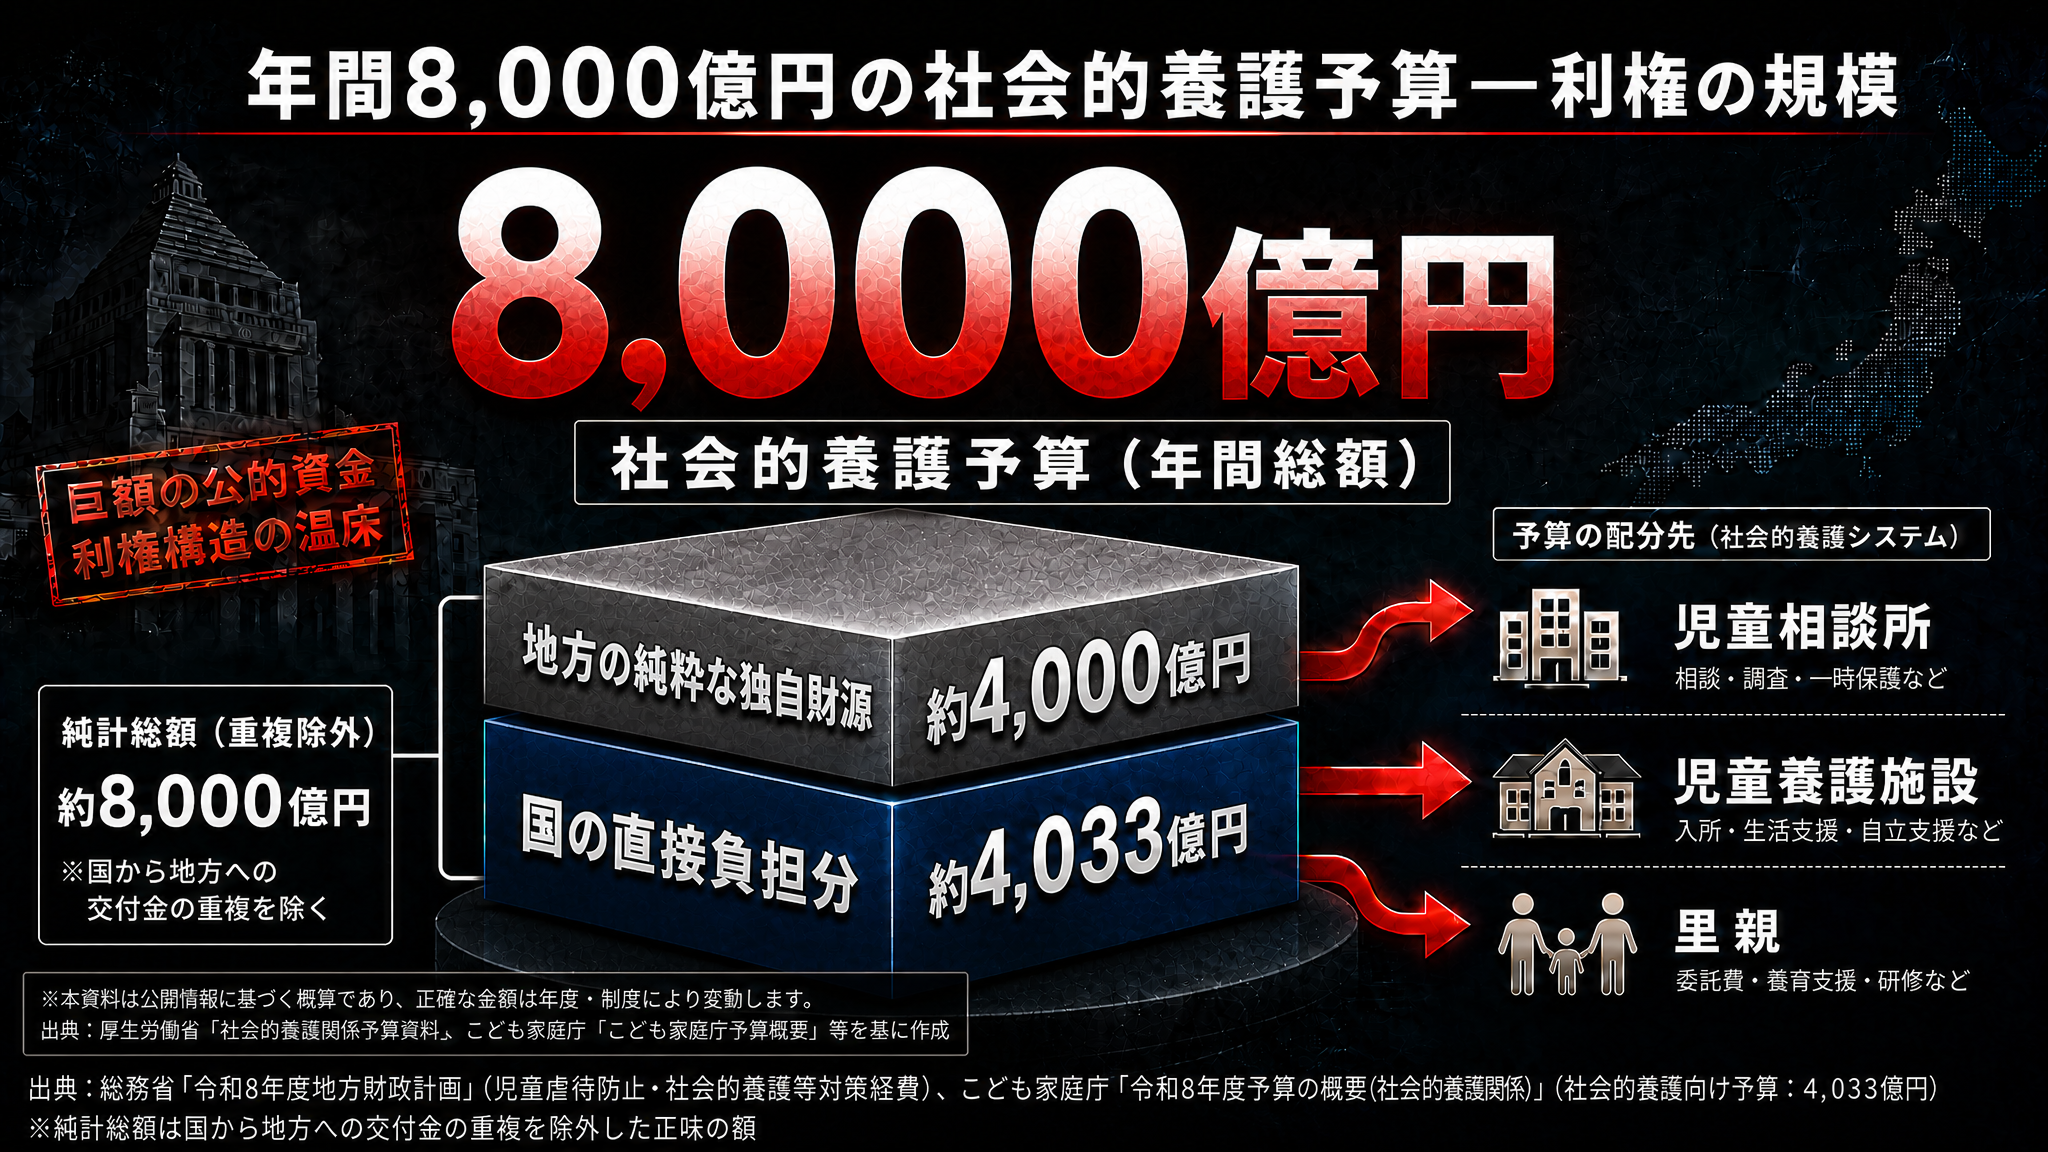 年間8,000億円の社会的養護予算―利権の規模
8,000億円
社会的養護予算（年間総額）
巨額の公的資金
利権構造の温床
純計総額（重複除外）
約8,000億円
※国から地方への
交付金の重複を除く
地方の純粋な独自財源
約4,000億円
国の直接負担分
約4,033億円
予算の配分先（社会的養護システム）
児童相談所
相談・調査・一時保護など
児童養護施設
入所・生活支援・自立支援など
里親
委託費・養育支援・研修など
※本資料は公開情報に基づく概算であり、正確な金額は年度・制度により変動します。
出典：厚生労働省「社会的養護関係予算資料」、こども家庭庁「こども家庭庁予算概要」等を基に作成
出典：総務省「令和8年度地方財政計画」（児童虐待防止・社会的養護等対策経費）、こども家庭庁「令和8年度予算の概要(社会的養護関係)」（社会的養護向け予算：4,033億円）
※純計総額は国から地方への交付金の重複を除外した正味の額